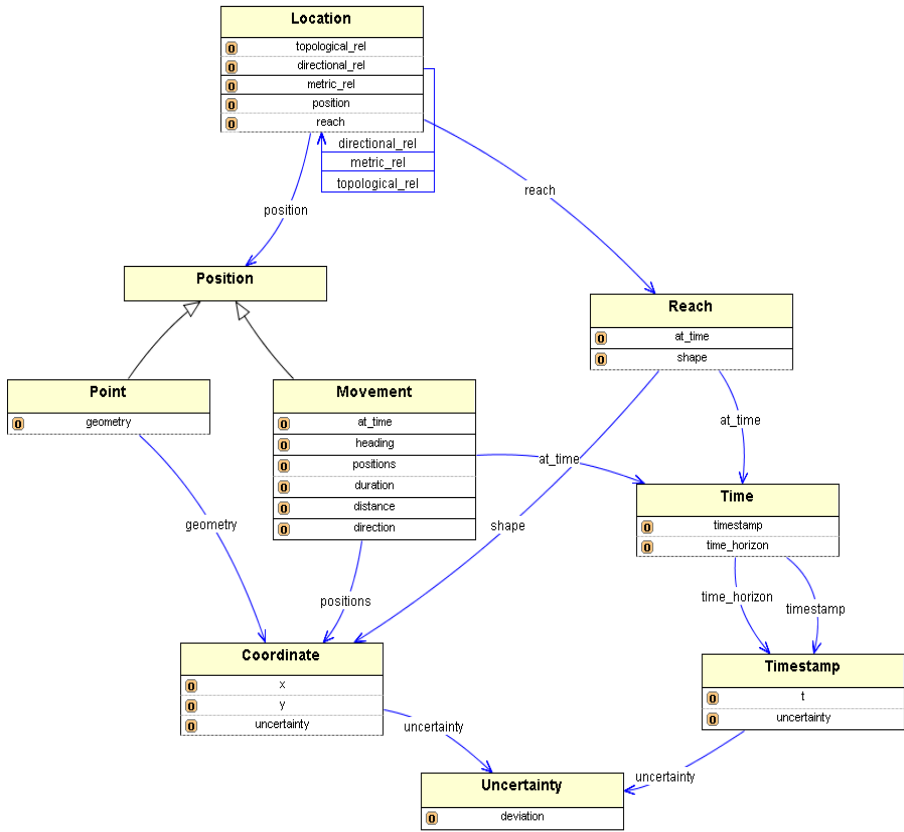 Location
topological_rel
directional_rel
metric_rel
position
reach
directional_rel
metric_rel
topological_rel
reach
position
Position
Reach
at_time
shape
Point
geometry
Movement
at_time
heading
positions
duration
distance
direction
at_time
at_time
Time
timestamp
time_horizon
geometry
shape
positions
time_horizon
timestamp
Coordinate
x
y
uncertainty
Timestamp
t
uncertainty
uncertainty
uncertainty
Uncertainty
deviation